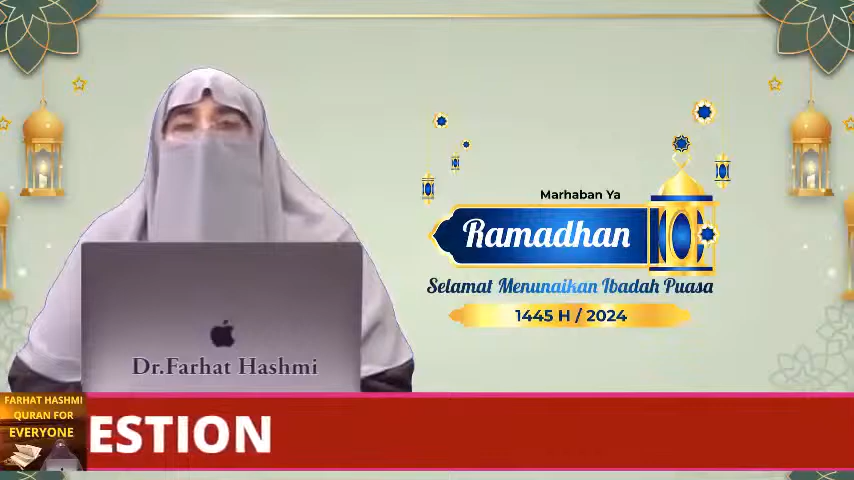 Marhaban Ya
Ramadhan
Selamat Menunaikan Ibadah Puasa
1445 H / 2024
Dr.Farhat Hashmi
FARHAT HASHMI
QURAN FOR
EVERYONE
ESTION